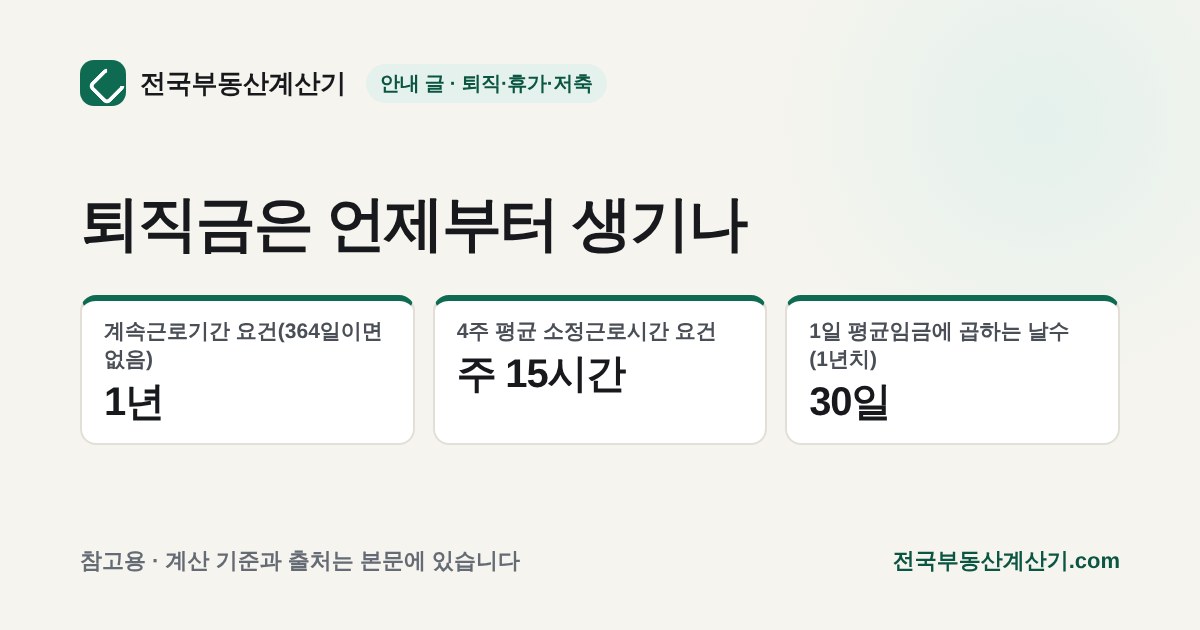 전국부동산계산기
안내 글 · 퇴직·휴가·저축
퇴직금은 언제부터 생기나
계속근로기간 요건(364일이면
없음)
1년
4주 평균 소정근로시간 요건
주 15시간
1일 평균임금에 곱하는 날수
(1년치)
30일
참고용 · 계산 기준과 출처는 본문에 있습니다
전국부동산계산기.com